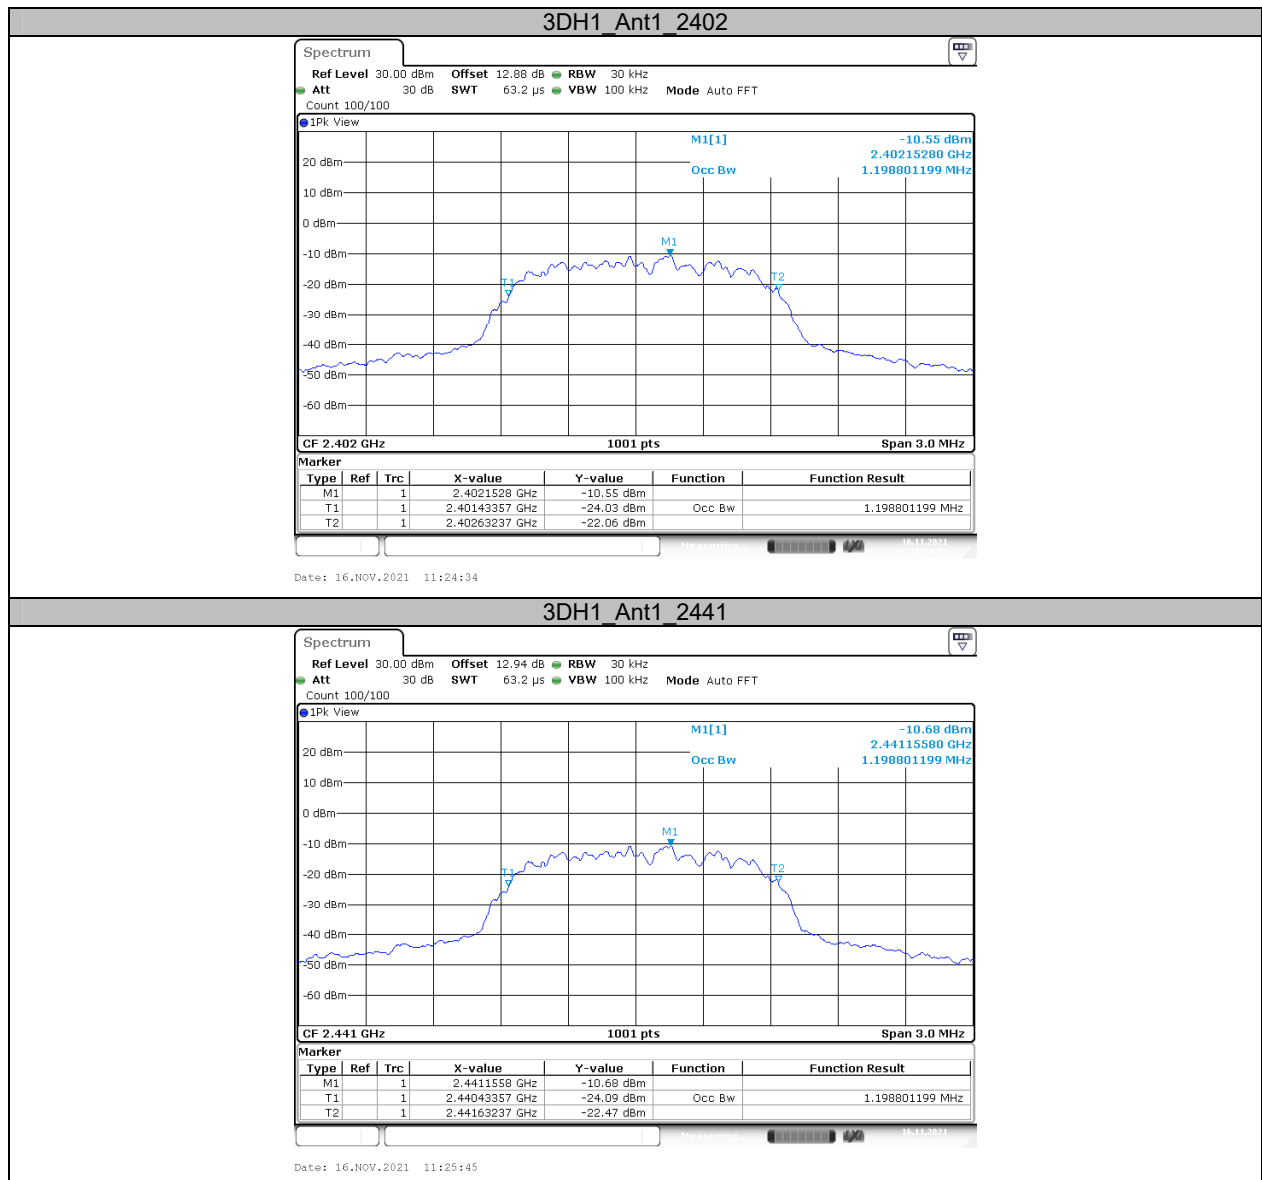 3DH1_Ant1_2402
Spectrum
Ref Level 30.00 dBm Offset 12.88 dB RBW 30 kHz
Att 30 dB SWT 63.2 µs VBW 100 kHz Mode Auto FFT
Count 100/100
1Pk View
M1[1] -10.55 dBm
2.40215280 GHz
20 dBm
Occ Bw 1.198801199 MHz
10 dBm
0 dBm
M1
-10 dBm
T1 T2
-20 dBm
-30 dBm
-40 dBm
-50 dBm
-60 dBm
CF 2.402 GHz 1001 pts Span 3.0 MHz
Marker
Type Ref Trc X-value Y-value Function Function Result
M1 1 2.4021528 GHz -10.55 dBm
T1 1 2.40143357 GHz -24.03 dBm Occ Bw 1.198801199 MHz
T2 1 2.40263237 GHz -22.06 dBm
Measuring... 16.11.2021
Date: 16.NOV.2021 11:24:34
3DH1_Ant1_2441
Spectrum
Ref Level 30.00 dBm Offset 12.94 dB RBW 30 kHz
Att 30 dB SWT 63.2 µs VBW 100 kHz Mode Auto FFT
Count 100/100
1Pk View
M1[1] -10.68 dBm
2.44115580 GHz
20 dBm
Occ Bw 1.198801199 MHz
10 dBm
0 dBm
M1
-10 dBm
T1 T2
-20 dBm
-30 dBm
-40 dBm
-50 dBm
-60 dBm
CF 2.441 GHz 1001 pts Span 3.0 MHz
Marker
Type Ref Trc X-value Y-value Function Function Result
M1 1 2.4411558 GHz -10.68 dBm
T1 1 2.44043357 GHz -24.09 dBm Occ Bw 1.198801199 MHz
T2 1 2.44163237 GHz -22.47 dBm
Measuring... 16.11.2021
Date: 16.NOV.2021 11:25:45